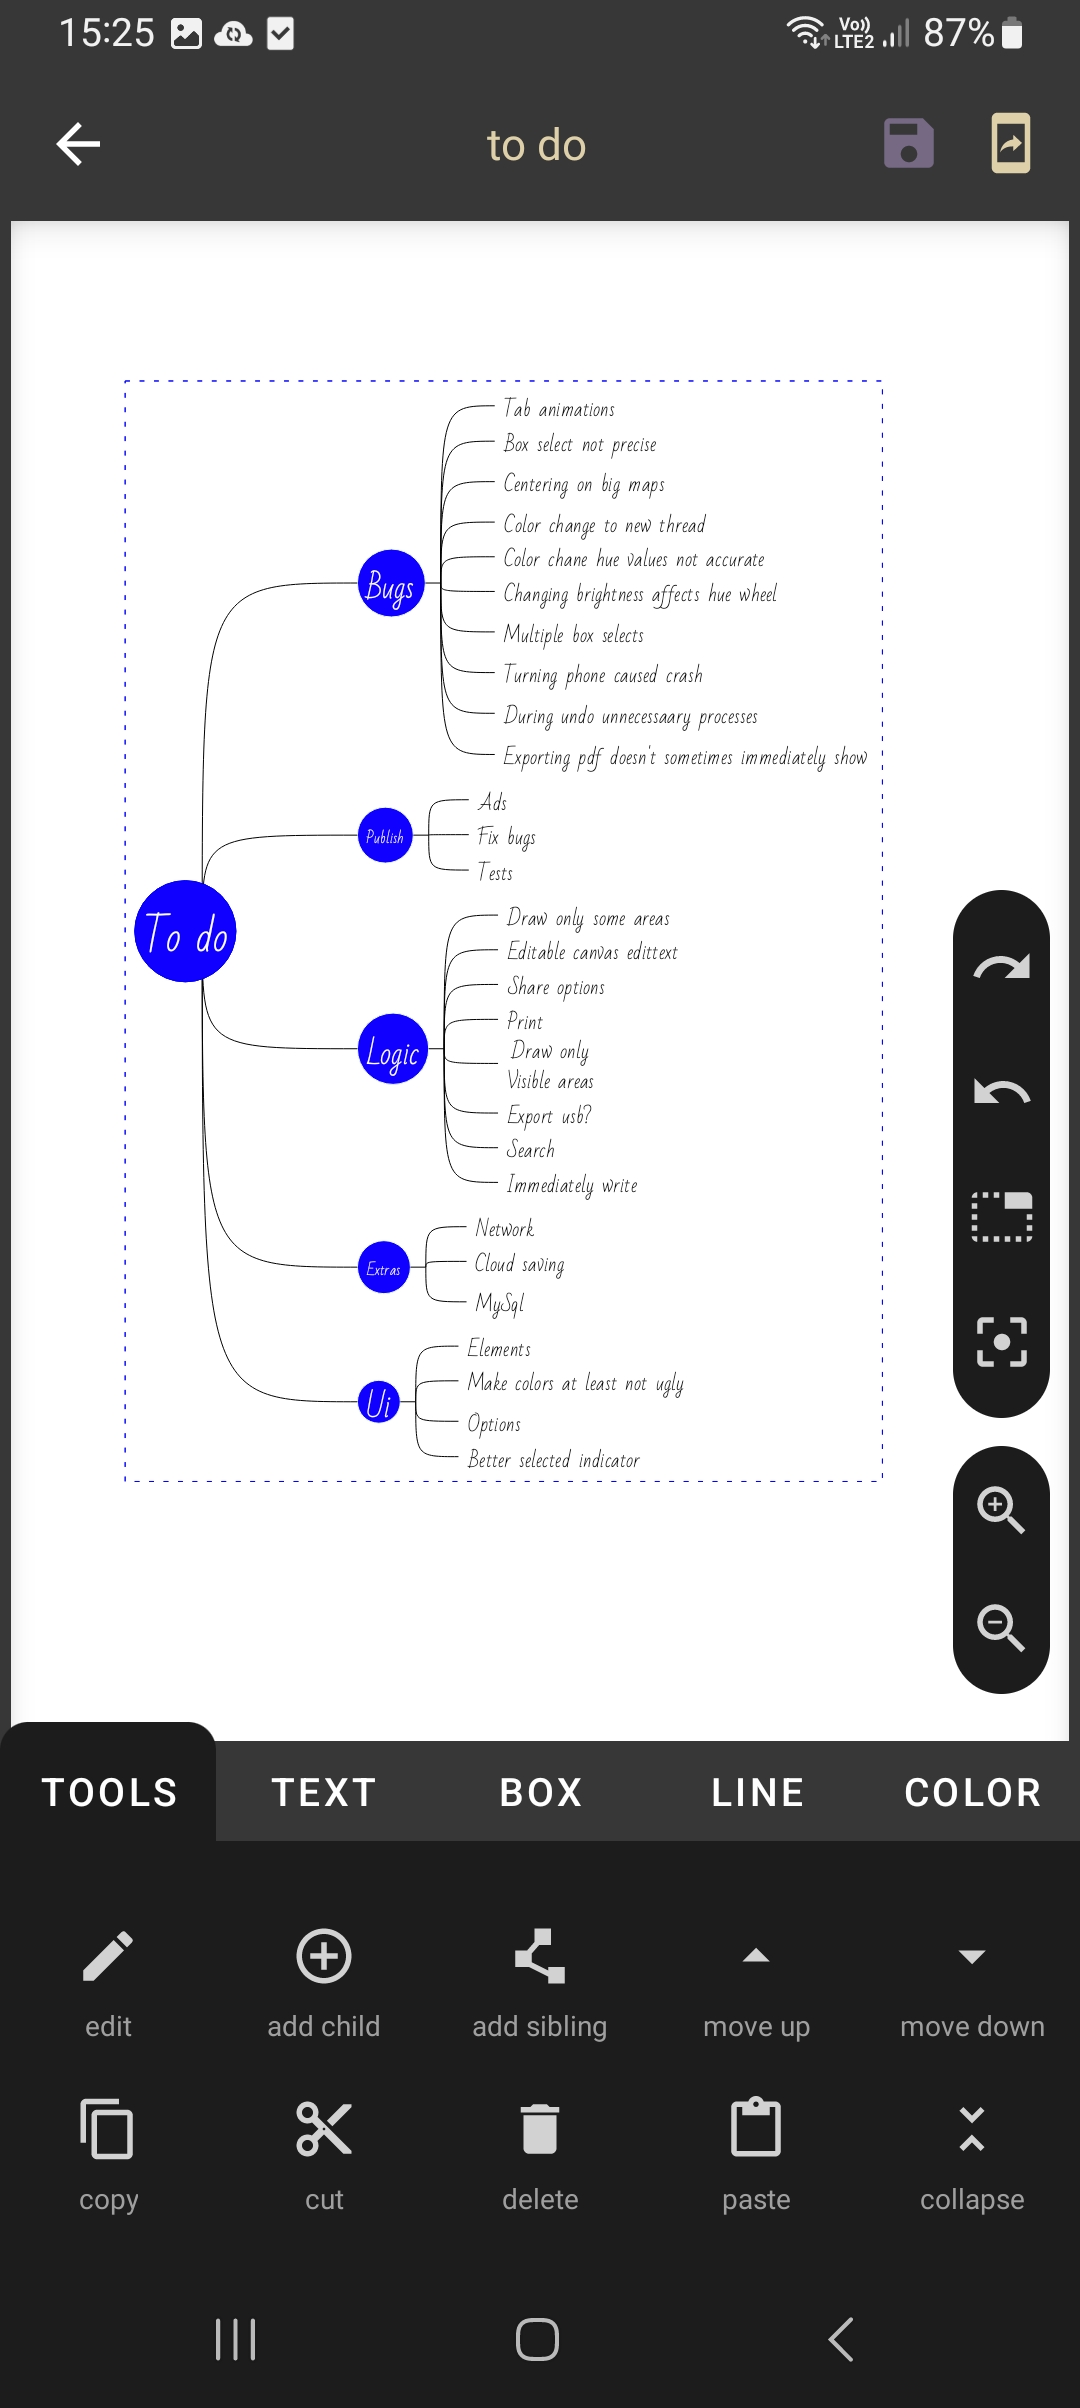 15:25
Vo))
LTE2
87%
to do
Tab animations
Box select not precise
Centering on big maps
Color change to new thread
Color chane hue values not accurate
Bugs
Changing brightness affects hue wheel
Multiple box selects
Turning phone caused crash
During undo unnecessaary processes
Exporting pdf doesn't sometimes immediately show
Ads
Publish
Fix bugs
Tests
To do
Draw only some areas
Editable canvas edittext
Share options
Print
Logic
Draw only
Visible areas
Export usb?
Search
Immediately write
Network
Extras
Cloud saving
MySql
Elements
Make colors at least not ugly
Ui
Options
Better selected indicator
TOOLS
TEXT
BOX
LINE
COLOR
edit
add child
add sibling
move up
move down
copy
cut
delete
paste
collapse